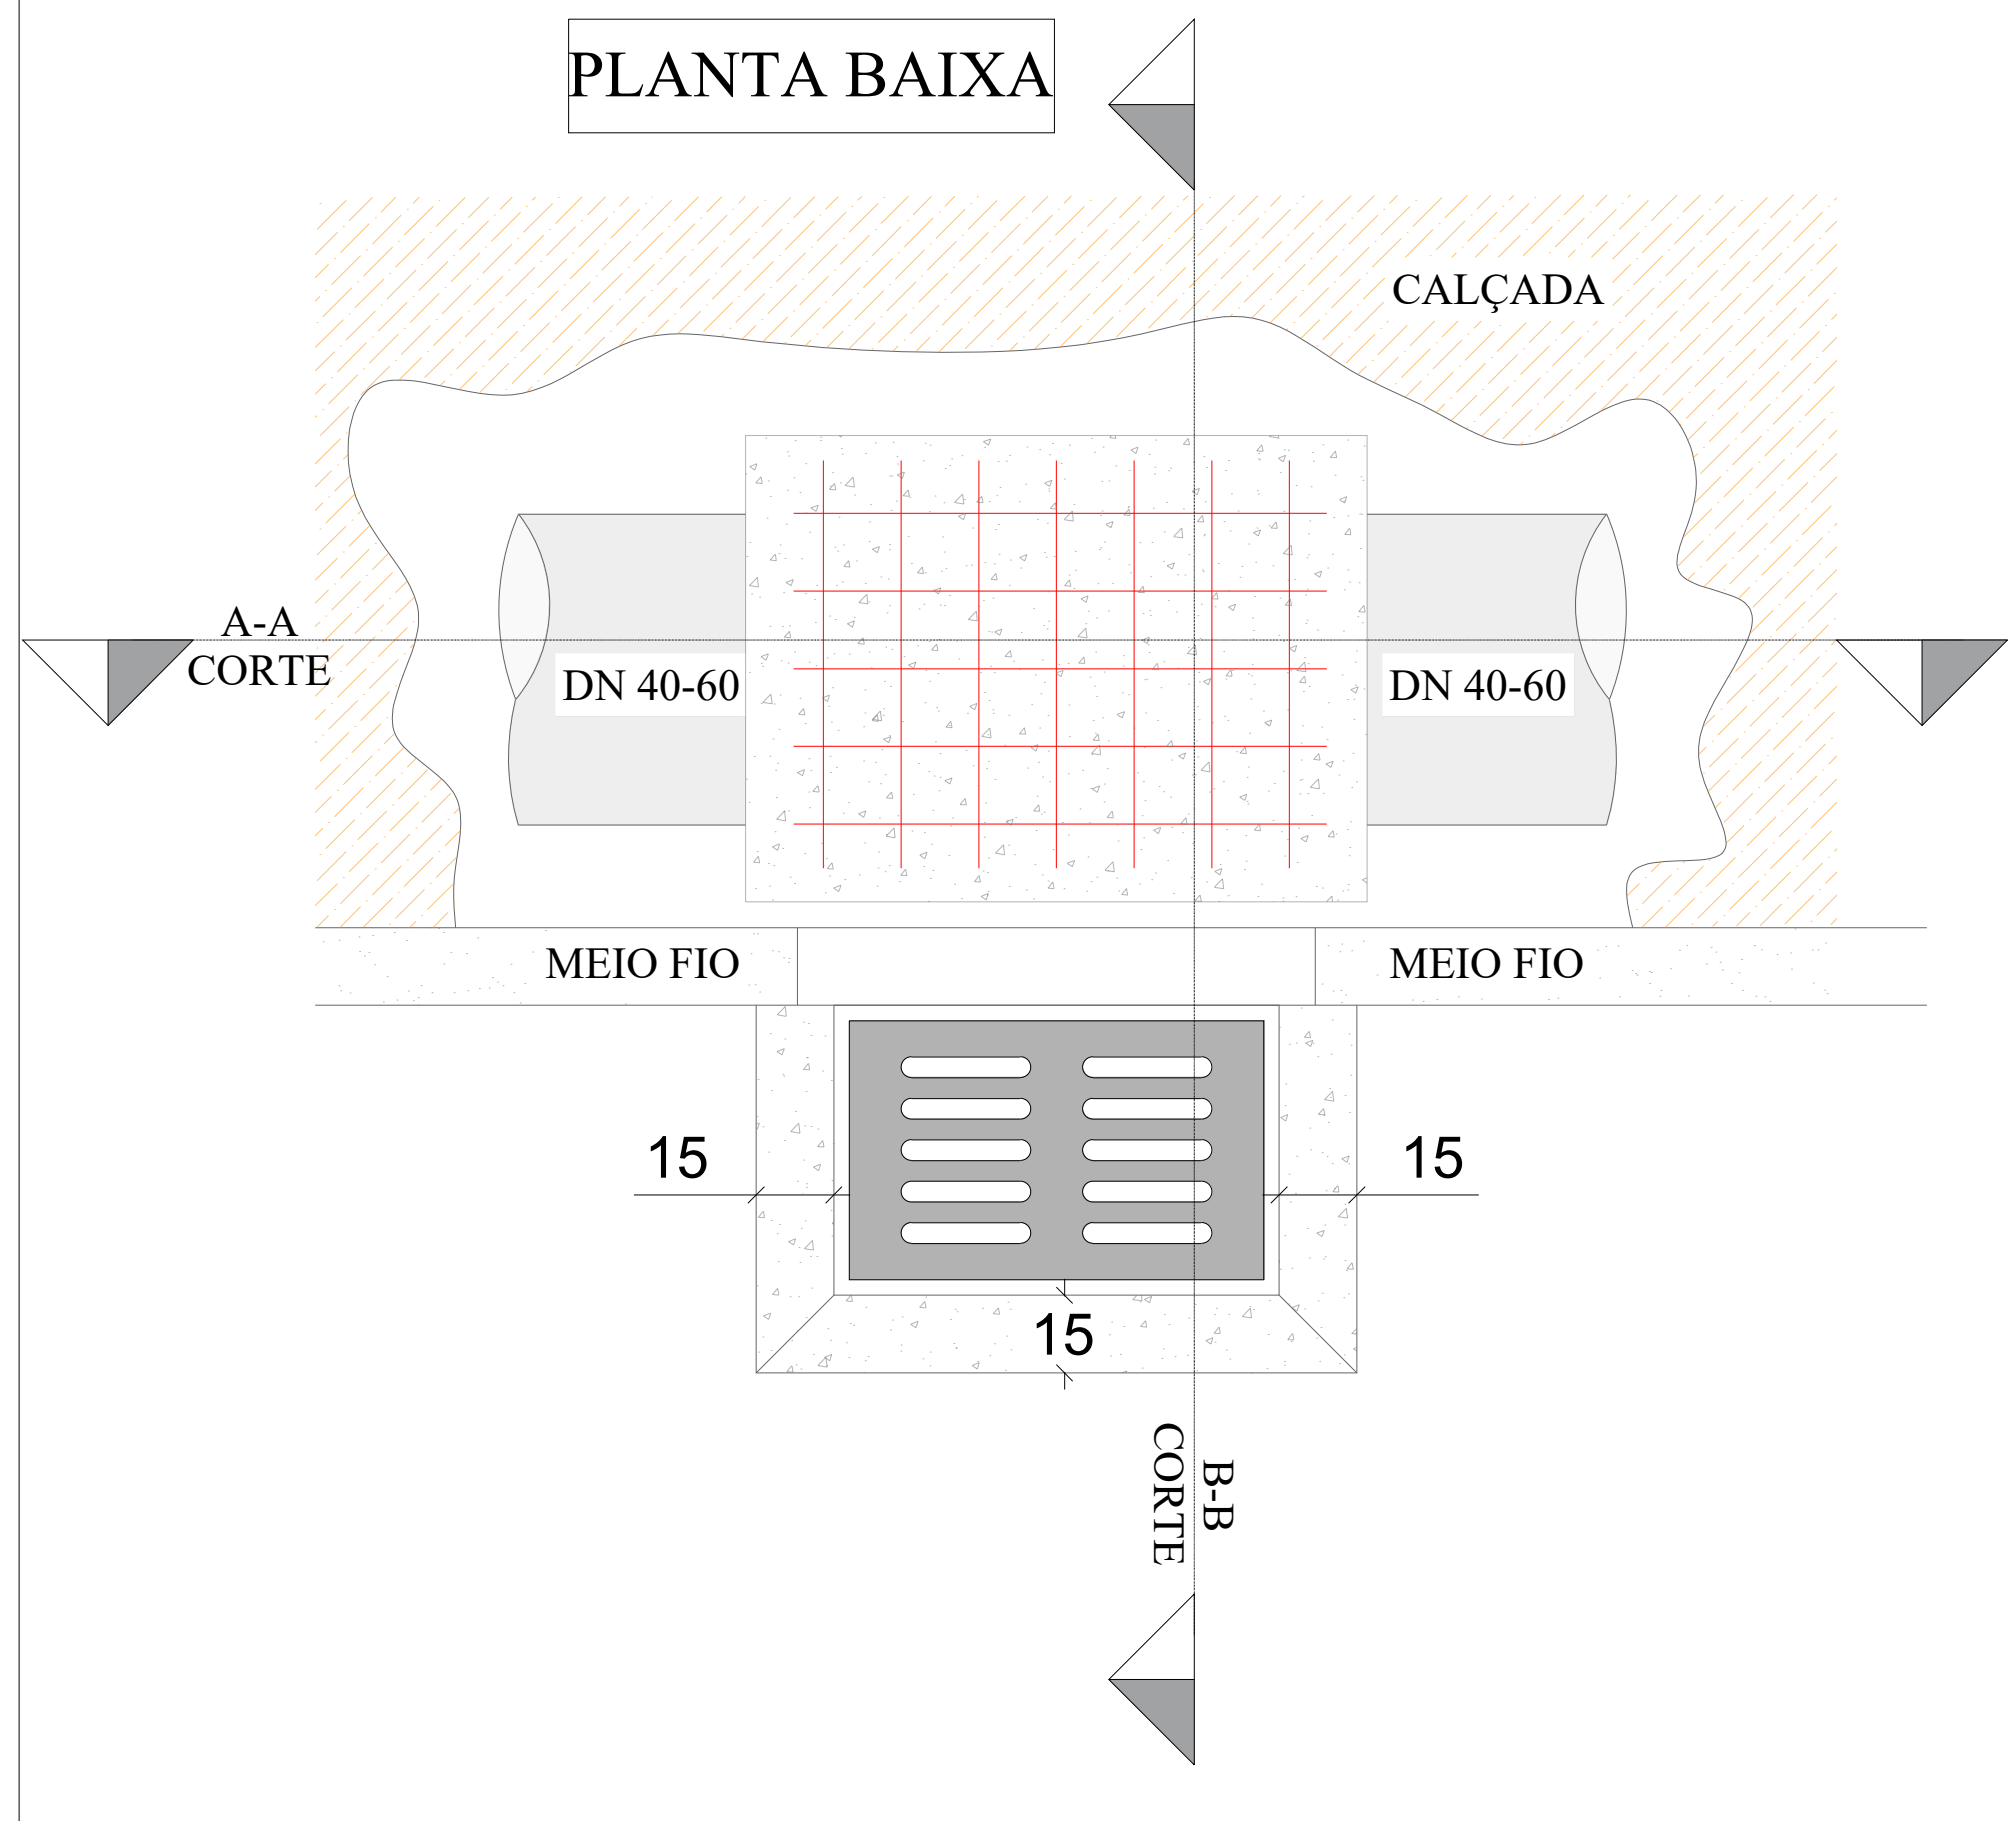 PLANTA BAIXA
CALÇADA
A-A
CORTE
DN 40-60
DN 40-60
MEIO FIO
MEIO FIO
15
15
15
B-B
CORTE